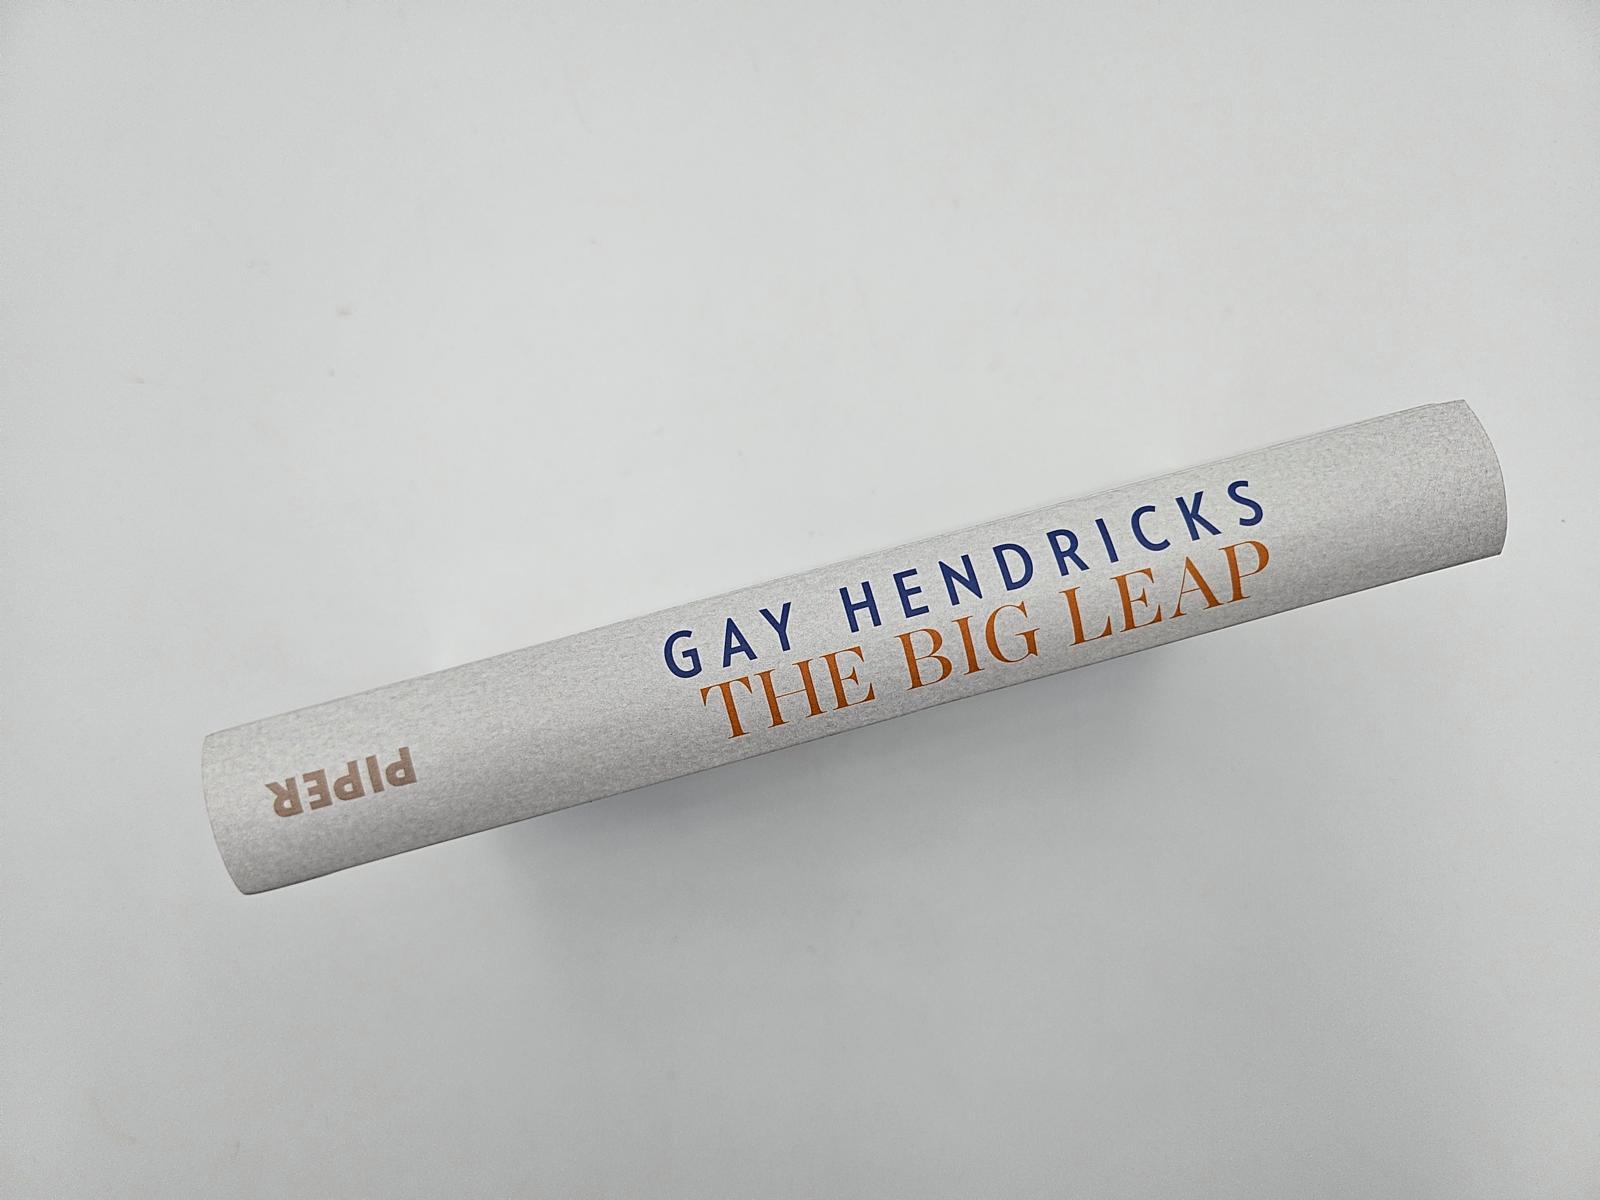 GAY HENDRICKS
THE BIG LEAP
PIPER